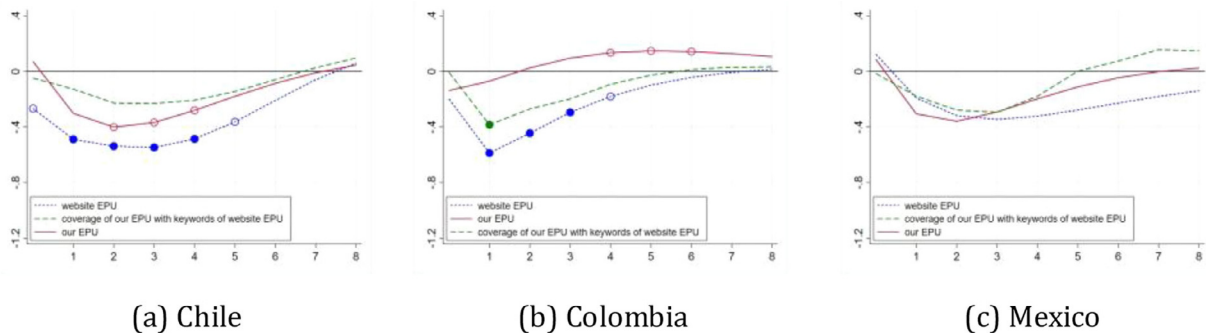 .4
0
-.4
-.8
-1.2
website EPU
coverage of our EPU with keywords of website EPU
our EPU
1 2 3 4 5 6 7 8
(a) Chile
.4
0
-.4
-.8
-1.2
website EPU
our EPU
coverage of our EPU with keywords of website EPU
1 2 3 4 5 6 7 8
(b) Colombia
.4
0
-.4
-.8
-1.2
website EPU
coverage of our EPU with keywords of website EPU
our EPU
1 2 3 4 5 6 7 8
(c) Mexico